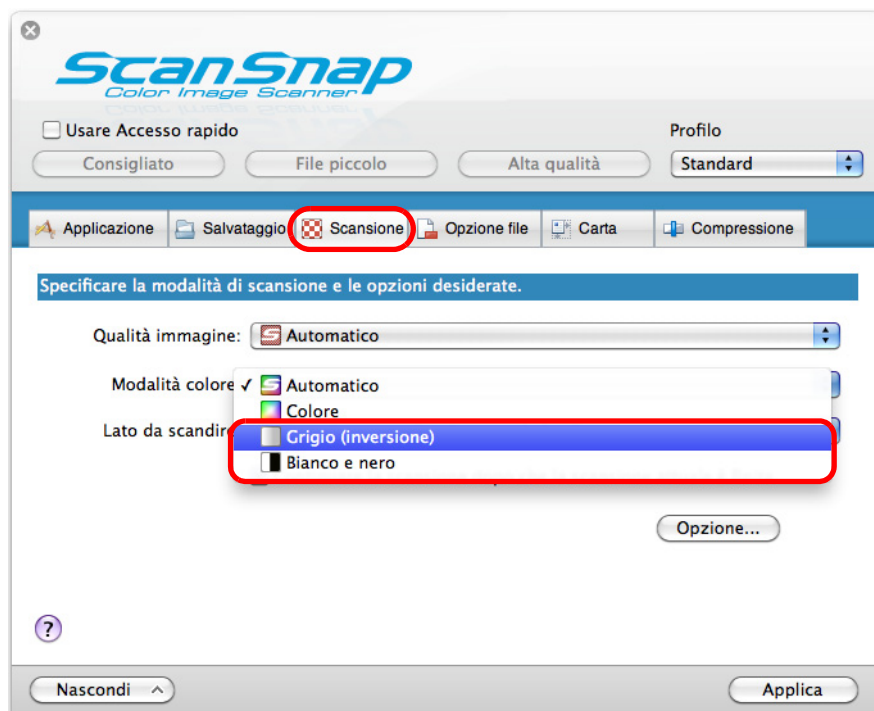 ScanSnap
Color Image Scanner
Usare Accesso rapido
Profilo
Consigliato
File piccolo
Alta qualità
Standard
Applicazione
Salvataggio
Scansione
Opzione file
Carta
Compressione
Specificare la modalità di scansione e le opzioni desiderate.
Qualità immagine:
Automatico
Modalità colore
✓ Automatico
Colore
Lato da scandire
Grigio (inversione)
Bianco e nero
Opzione...
?
Nascondi
Applica